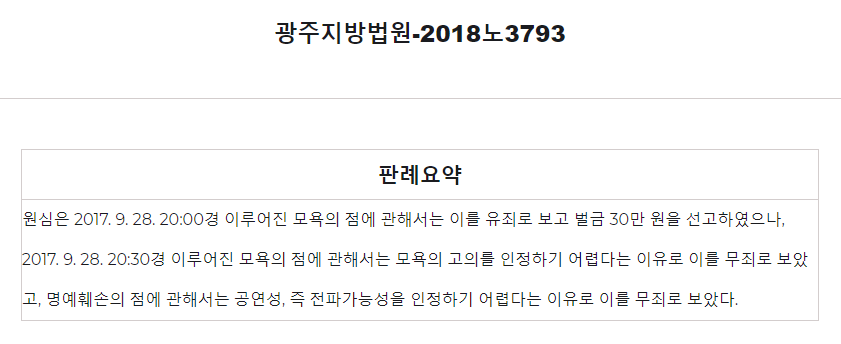 광주지방법원-2018노3793
판례요약
원심은 2017. 9. 28. 20:00경 이루어진 모욕의 점에 관해서는 이를 유죄로 보고 벌금 30만 원을 선고하였으나,
2017. 9. 28. 20:30경 이루어진 모욕의 점에 관해서는 모욕의 고의를 인정하기 어렵다는 이유로 이를 무죄로 보았
고, 명예훼손의 점에 관해서는 공연성, 즉 전파가능성을 인정하기 어렵다는 이유로 이를 무죄로 보았다.